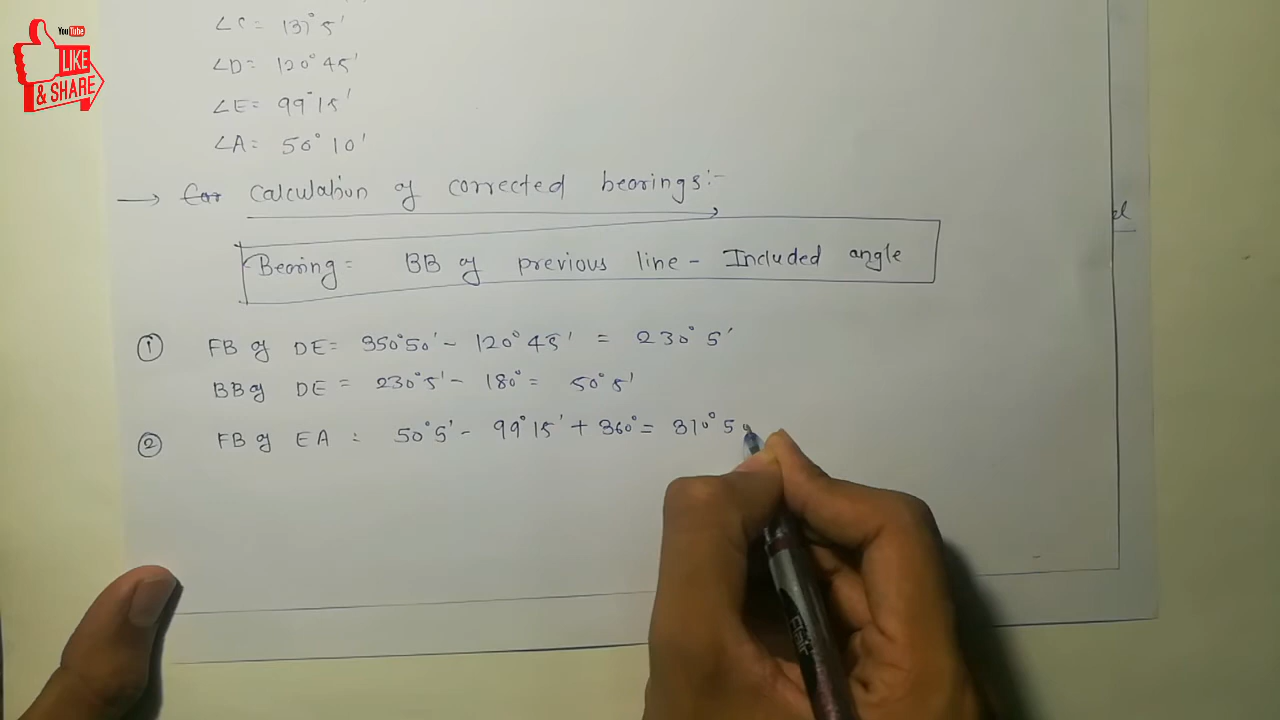 YouTube
LIKE
& SHARE
∠C = 137°5'
∠D = 120°45'
∠E = 99°15'
∠A = 50°10'
→ Calculation of corrected bearings:-
Bearing = BB of previous line - Included angle
① FB of DE = 350°50' - 120°45' = 230°5'
BB of DE = 230°5' - 180° = 50°5'
② FB of EA = 50°5' - 99°15' + 360° = 310°50